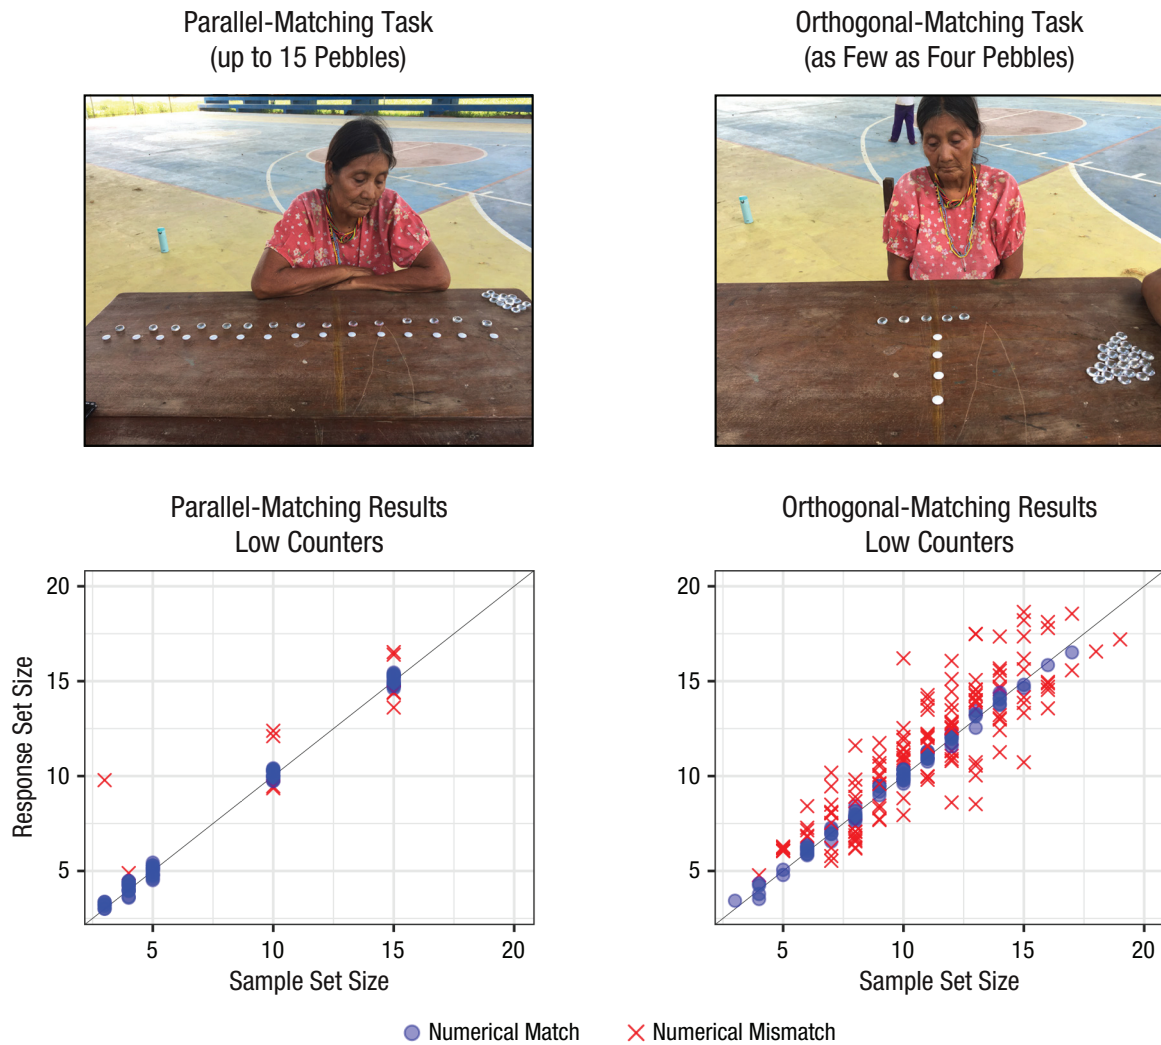 Parallel-Matching Task
(up to 15 Pebbles)
Orthogonal-Matching Task
(as Few as Four Pebbles)
Parallel-Matching Results
Low Counters
20
15
10
5
Response Set Size
5 10 15 20
Sample Set Size
Orthogonal-Matching Results
Low Counters
20
15
10
5
5 10 15 20
Sample Set Size
Numerical Match
Numerical Mismatch